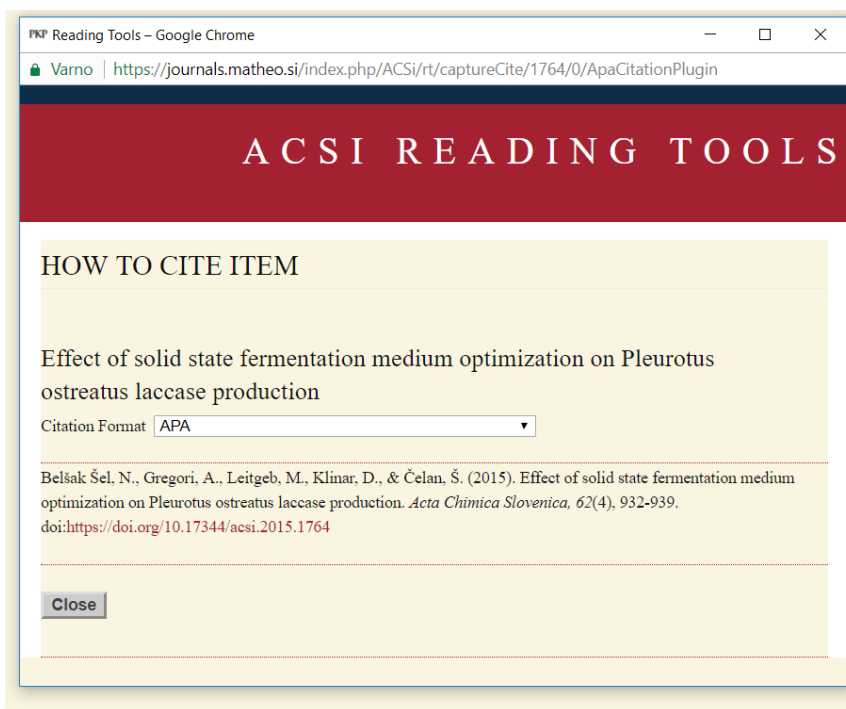 PKP Reading Tools – Google Chrome
Varno | https://journals.matheo.si/index.php/ACSi/rt/captureCite/1764/0/ApaCitationPlugin
ACSI READING TOOLS
HOW TO CITE ITEM
Effect of solid state fermentation medium optimization on Pleurotus
ostreatus laccase production
Citation Format APA
Belšak Šel, N., Gregori, A., Leitgeb, M., Klinar, D., & Čelan, Š. (2015). Effect of solid state fermentation medium
optimization on Pleurotus ostreatus laccase production. Acta Chimica Slovenica, 62(4), 932-939.
doi:https://doi.org/10.17344/acsi.2015.1764
Close